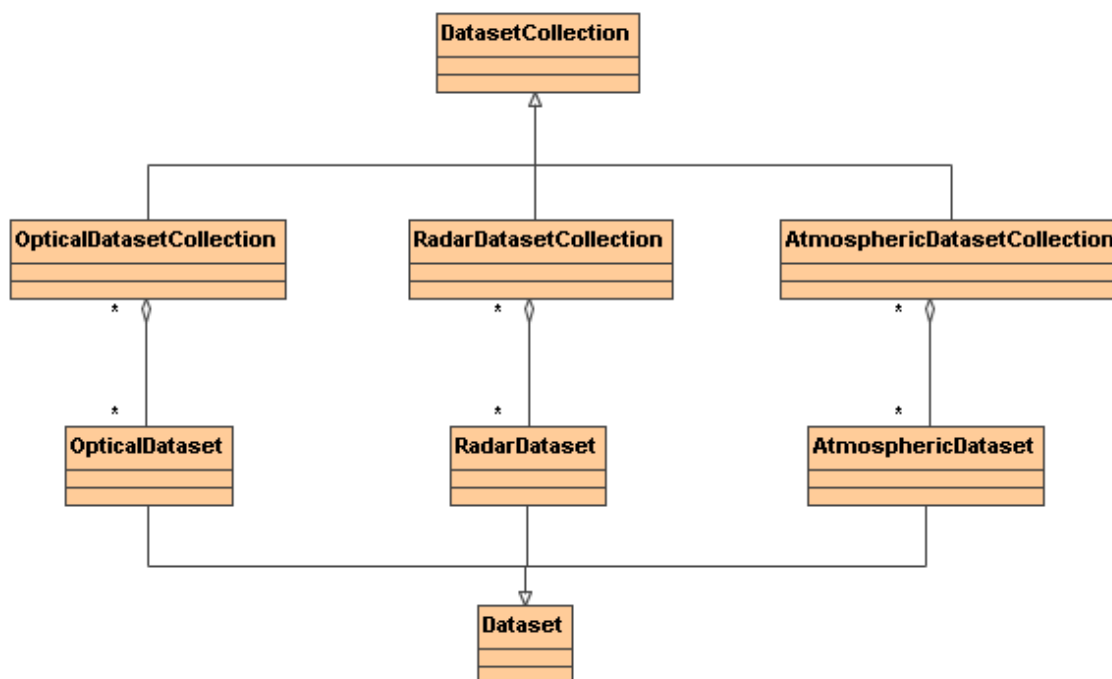 DatasetCollection
OpticalDatasetCollection
RadarDatasetCollection
AtmosphericDatasetCollection
*
*
*
*
*
*
OpticalDataset
RadarDataset
AtmosphericDataset
Dataset